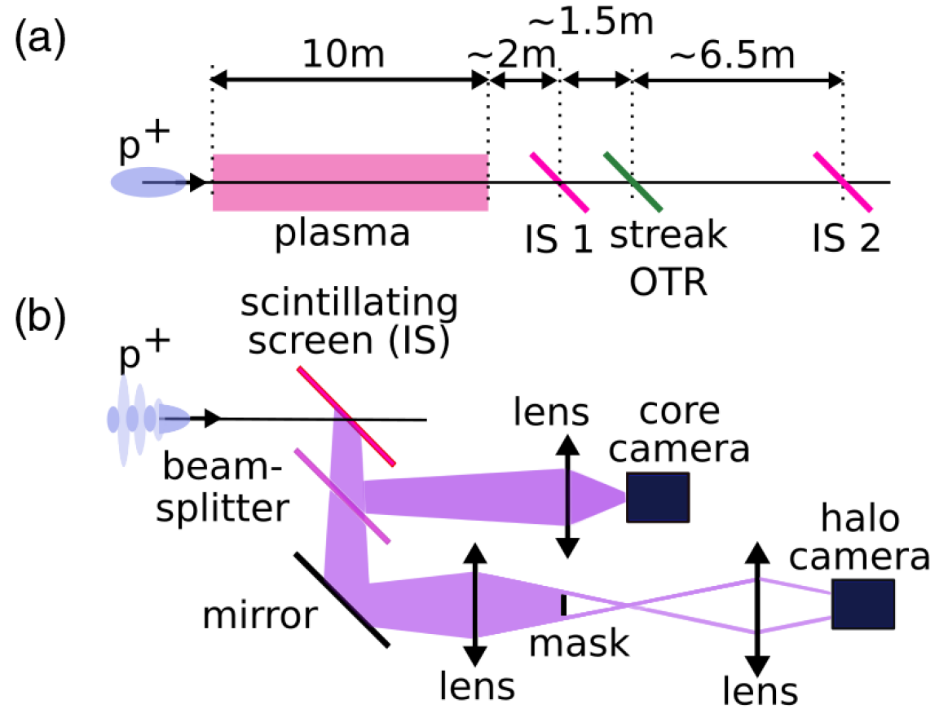 (a)
10m
~2m
~1.5m
~6.5m
p+
plasma
IS 1
streak
OTR
IS 2
(b)
p+
scintillating
screen (IS)
beam-
splitter
mirror
lens
core
camera
lens
mask
lens
halo
camera